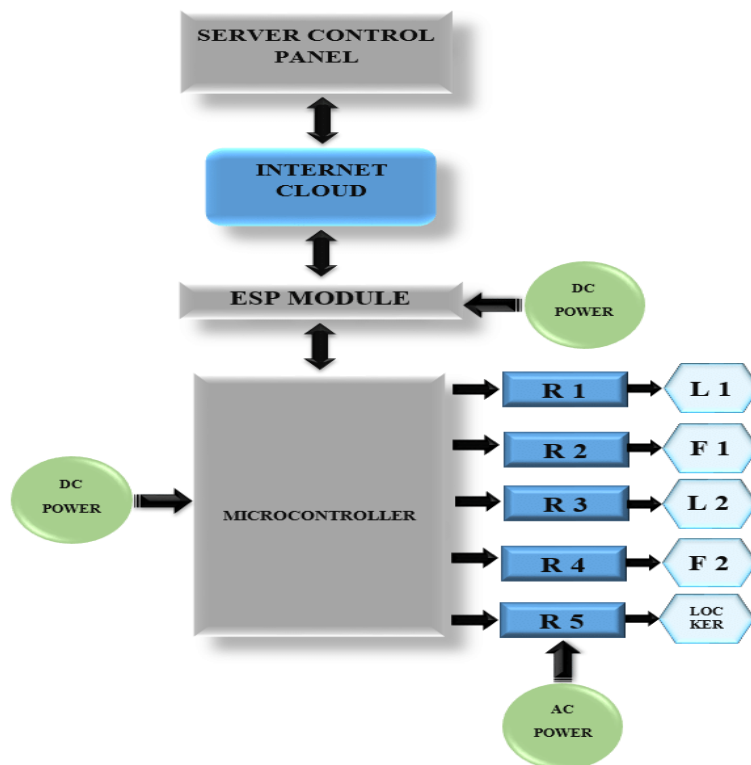 SERVER CONTROL
PANEL
INTERNET
CLOUD
ESP MODULE
DC
POWER
R 1
L 1
R 2
F 1
DC
POWER
MICROCONTROLLER
R 3
L 2
R 4
F 2
R 5
LOC
KER
AC
POWER